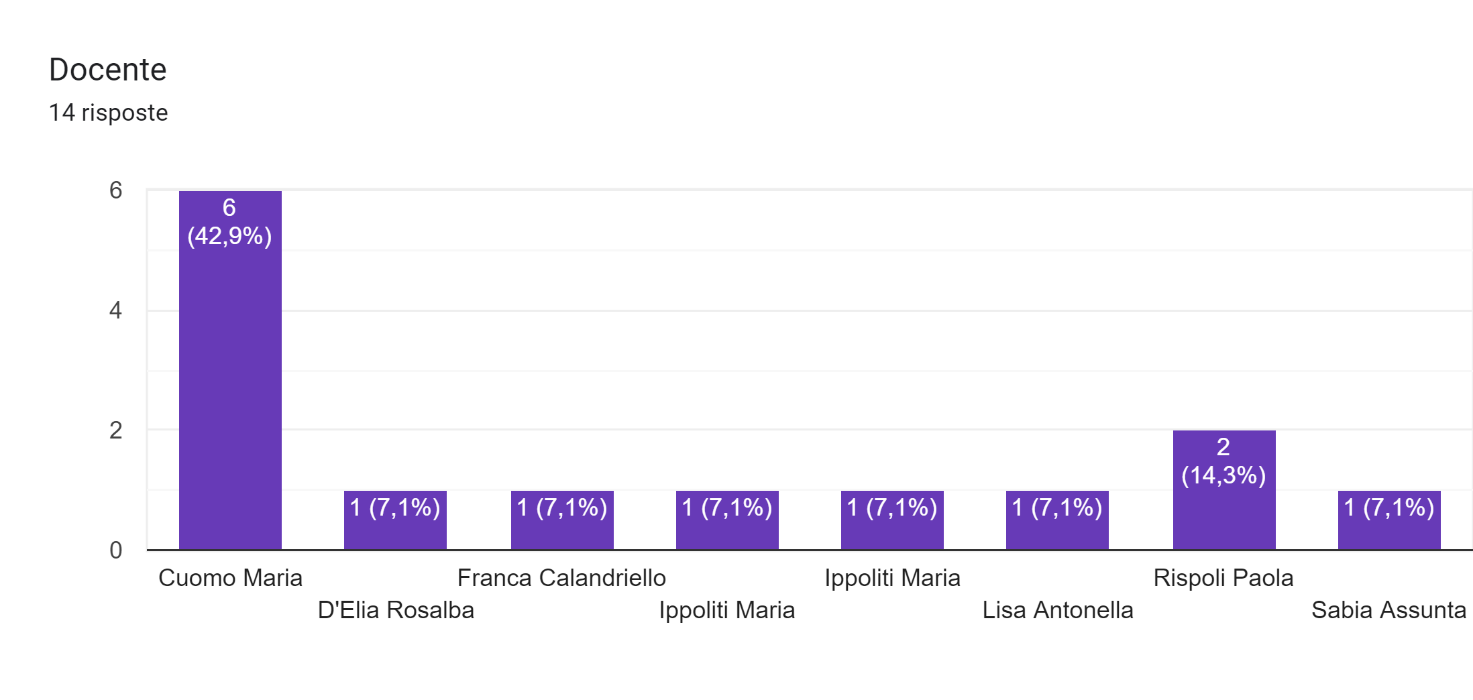 Docente
14 risposte
6
4
2
0
6
(42,9%)
1 (7,1%)
1 (7,1%)
1 (7,1%)
1 (7,1%)
1 (7,1%)
2
(14,3%)
1 (7,1%)
Cuomo Maria
D'Elia Rosalba
Franca Calandriello
Ippoliti Maria
Ippoliti Maria
Lisa Antonella
Rispoli Paola
Sabia Assunta